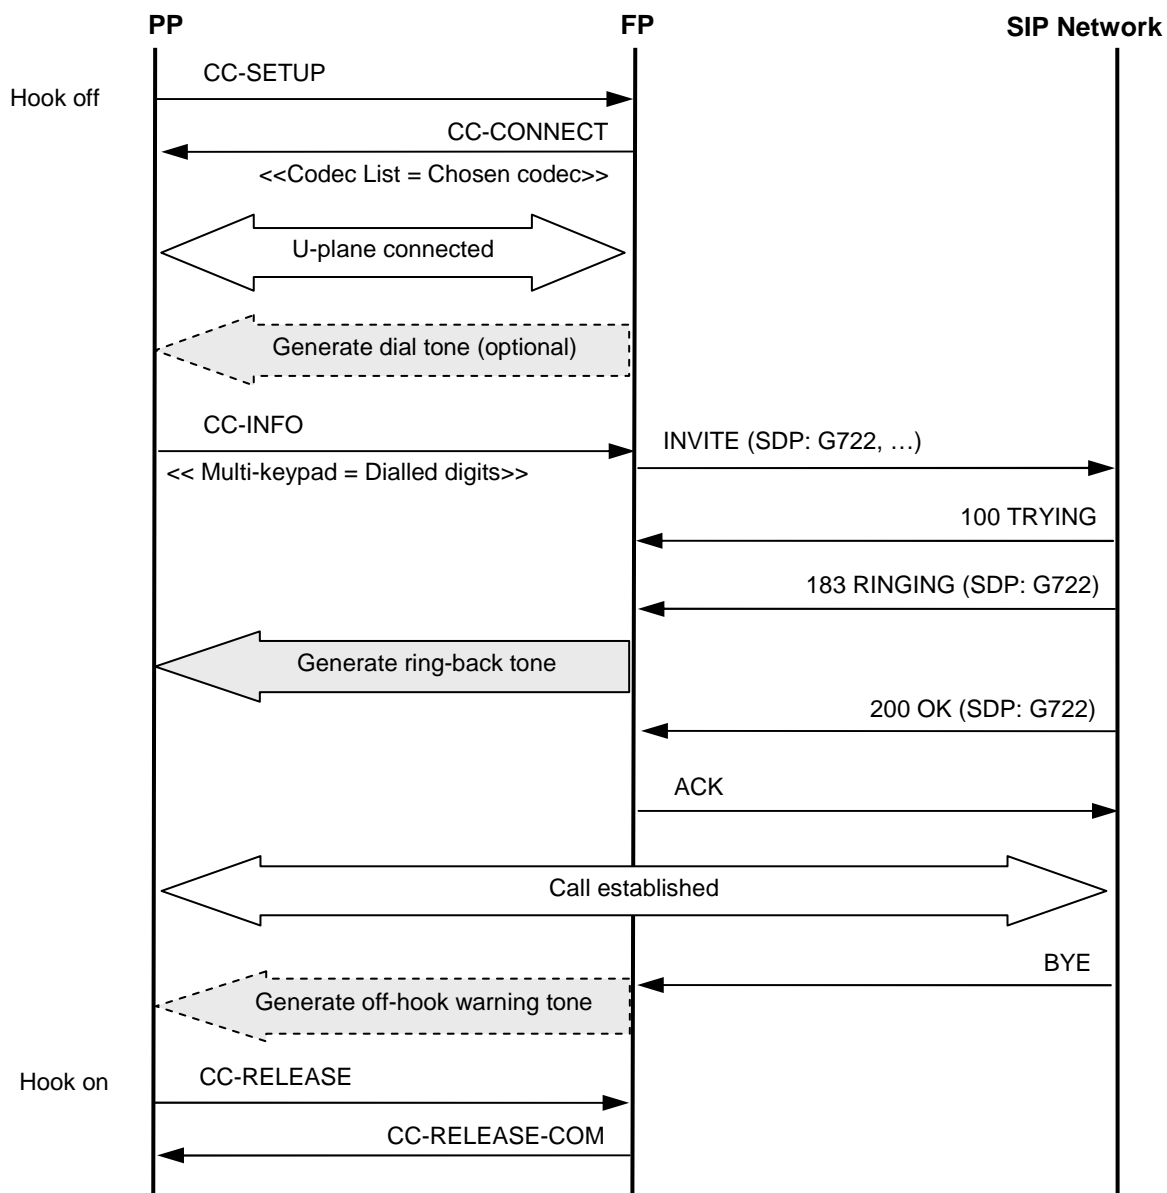 PP
FP
SIP Network
CC-SETUP
Hook off
CC-CONNECT
<<Codec List = Chosen codec>>
U-plane connected
Generate dial tone (optional)
CC-INFO
INVITE (SDP: G722, …)
<< Multi-keypad = Dialled digits>>
100 TRYING
183 RINGING (SDP: G722)
Generate ring-back tone
200 OK (SDP: G722)
ACK
Call established
BYE
Generate off-hook warning tone
Hook on
CC-RELEASE
CC-RELEASE-COM